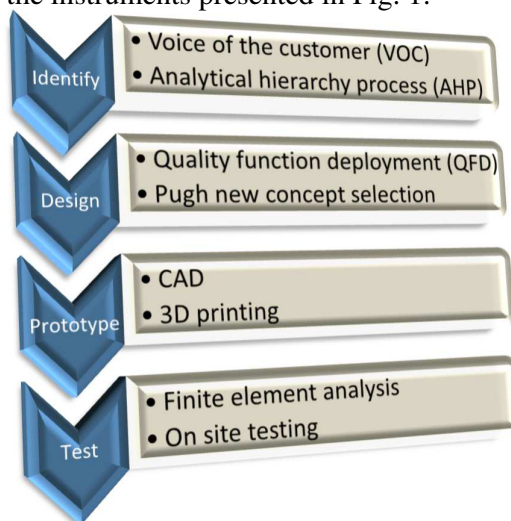 the instruments presented in Fig. 1.
Identify
• Voice of the customer (VOC)
• Analytical hierarchy process (AHP)
Design
• Quality function deployment (QFD)
• Pugh new concept selection
Prototype
• CAD
• 3D printing
Test
• Finite element analysis
• On site testing